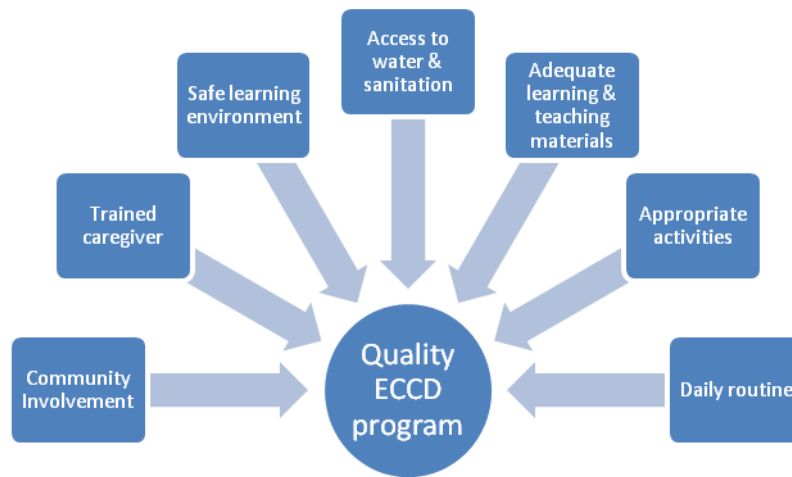 Access to
water &
sanitation
Safe learning
environment
Adequate
learning &
teaching
materials
Trained
caregiver
Appropriate
activities
Community
Involvement
Quality
ECCD
program
Daily routine